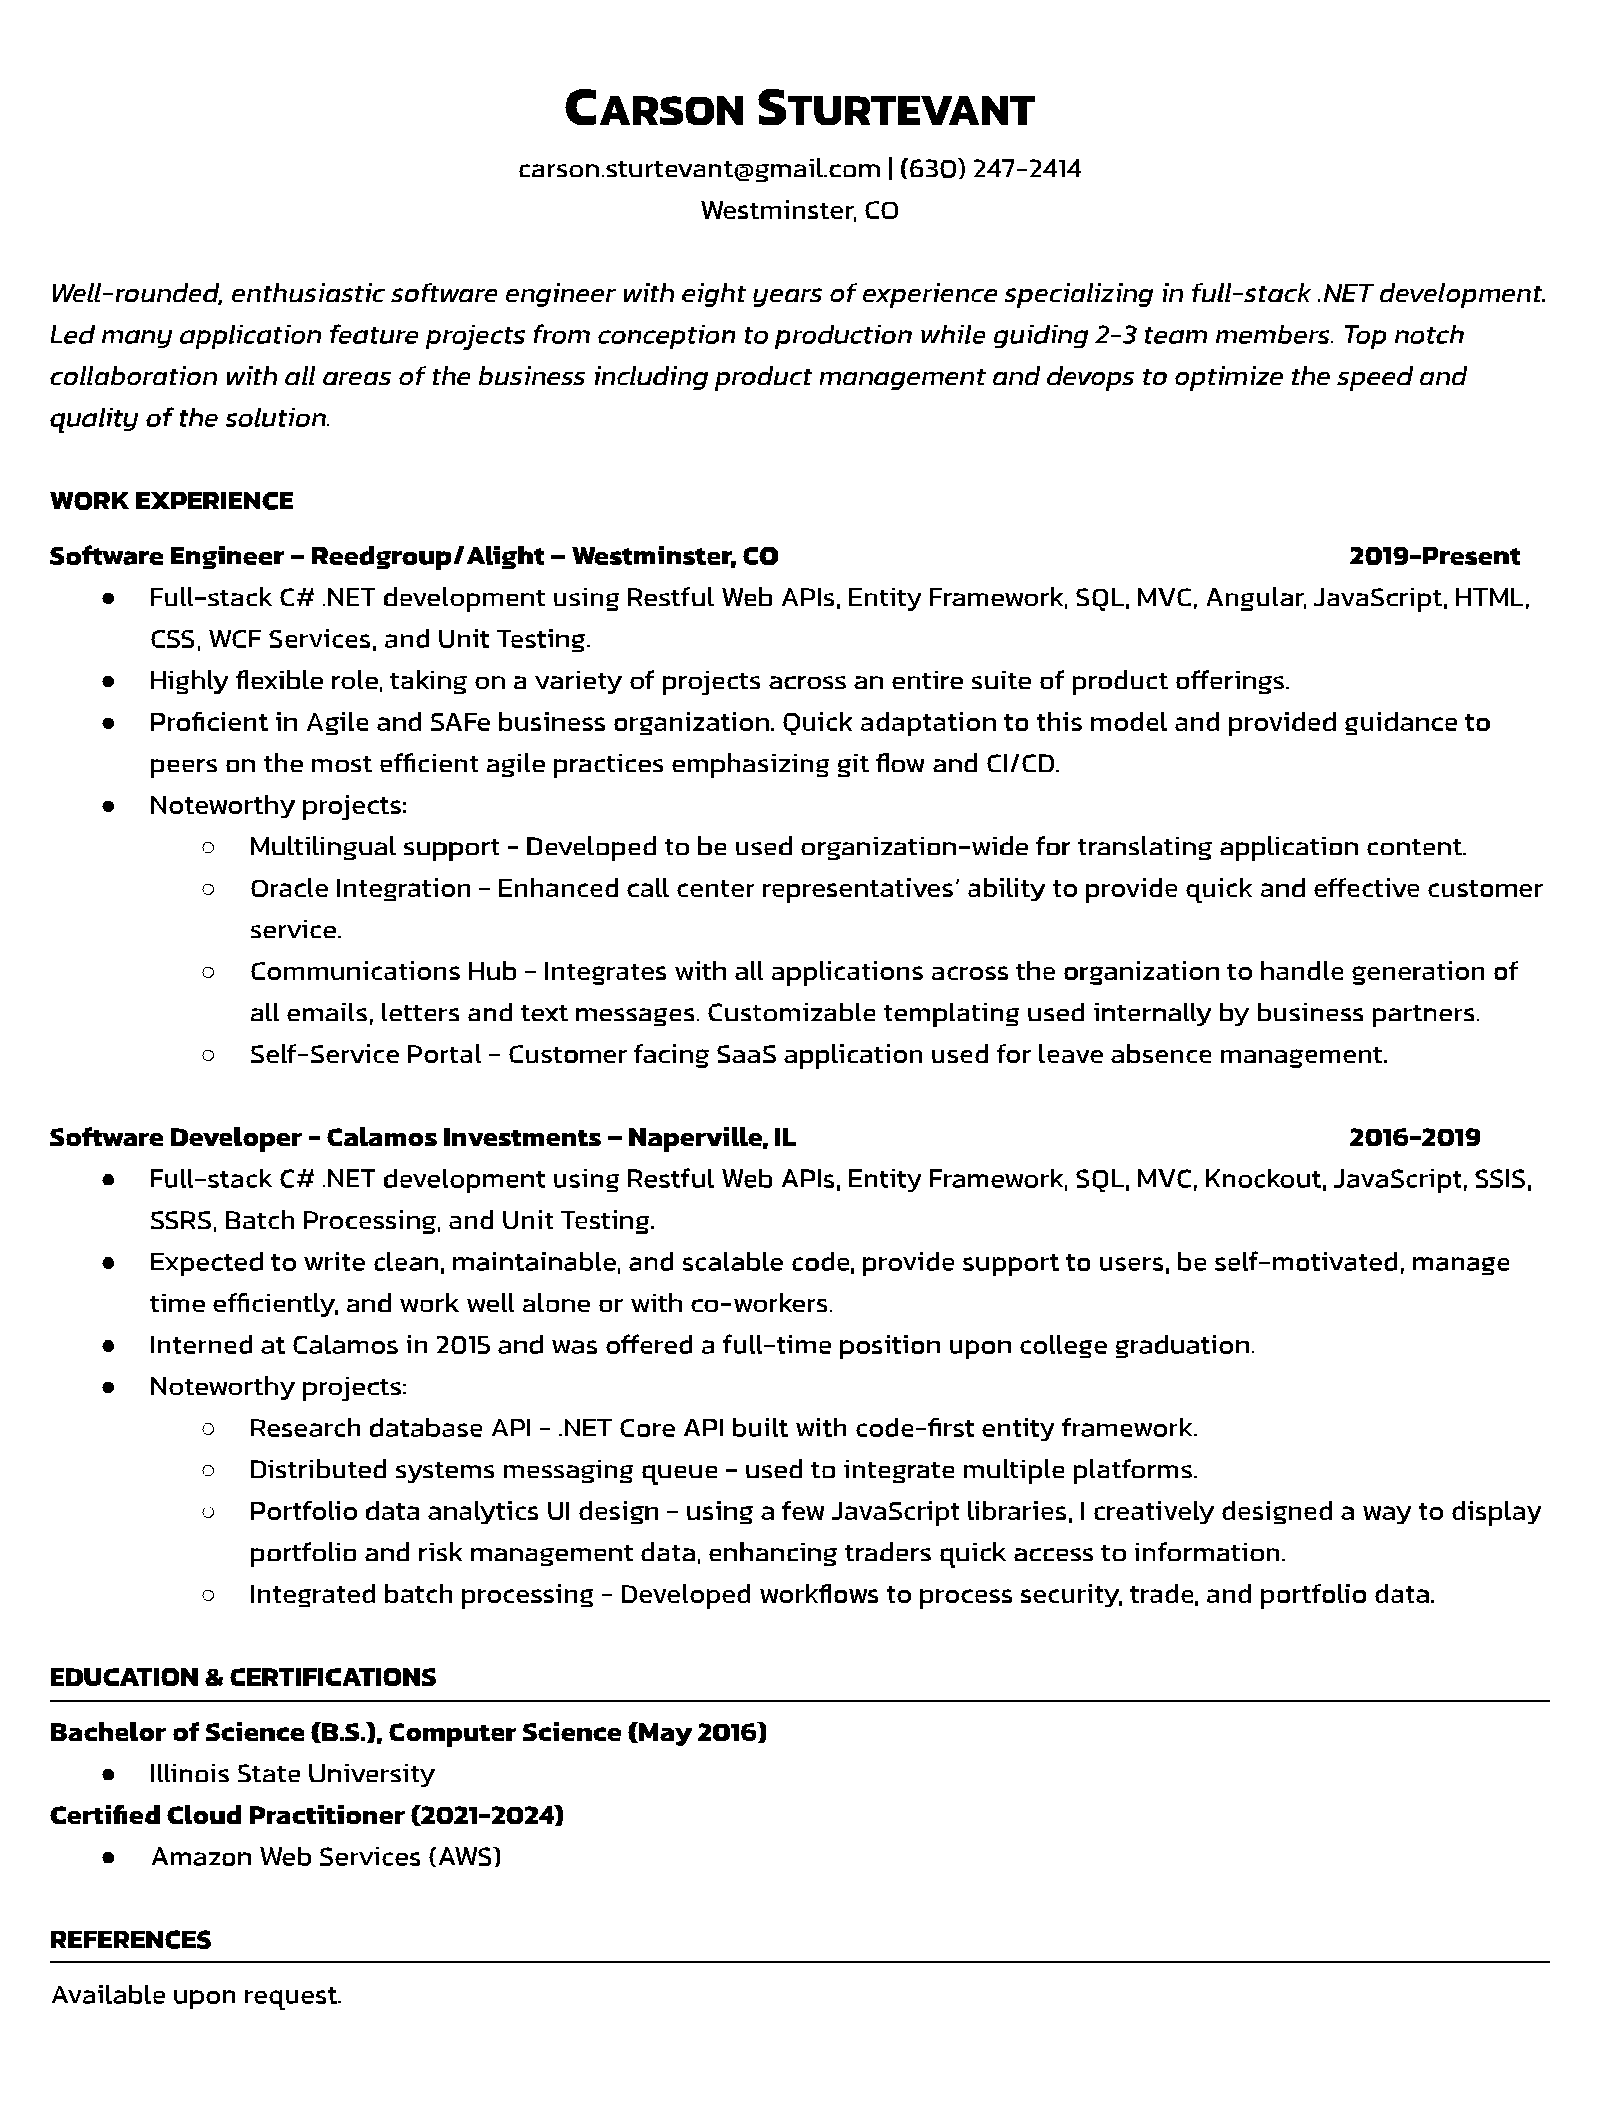 CARSON STURTEVANT
carson.sturtevant@gmail.com | (630) 247-2414
Westminster, CO
Well-rounded, enthusiastic software engineer with eight years of experience specializing in full-stack .NET development.
Led many application feature projects from conception to production while guiding 2-3 team members. Top notch
collaboration with all areas of the business including product management and devops to optimize the speed and
quality of the solution.
WORK EXPERIENCE
Software Engineer – Reedgroup/Alight – Westminster, CO 2019-Present
● Full-stack C# .NET development using Restful Web APIs, Entity Framework, SQL, MVC, Angular, JavaScript, HTML,
CSS, WCF Services, and Unit Testing.
● Highly flexible role, taking on a variety of projects across an entire suite of product offerings.
● Proficient in Agile and SAFe business organization. Quick adaptation to this model and provided guidance to
peers on the most efficient agile practices emphasizing git flow and CI/CD.
● Noteworthy projects:
○ Multilingual support - Developed to be used organization-wide for translating application content.
○ Oracle Integration - Enhanced call center representatives’ ability to provide quick and effective customer
service.
○ Communications Hub - Integrates with all applications across the organization to handle generation of
all emails, letters and text messages. Customizable templating used internally by business partners.
○ Self-Service Portal - Customer facing SaaS application used for leave absence management.
Software Developer - Calamos Investments – Naperville, IL 2016-2019
● Full-stack C# .NET development using Restful Web APIs, Entity Framework, SQL, MVC, Knockout, JavaScript, SSIS,
SSRS, Batch Processing, and Unit Testing.
● Expected to write clean, maintainable, and scalable code, provide support to users, be self-motivated, manage
time efficiently, and work well alone or with co-workers.
● Interned at Calamos in 2015 and was offered a full-time position upon college graduation.
● Noteworthy projects:
○ Research database API - .NET Core API built with code-first entity framework.
○ Distributed systems messaging queue - used to integrate multiple platforms.
○ Portfolio data analytics UI design - using a few JavaScript libraries, I creatively designed a way to display
portfolio and risk management data, enhancing traders quick access to information.
○ Integrated batch processing - Developed workflows to process security, trade, and portfolio data.
EDUCATION & CERTIFICATIONS
Bachelor of Science (B.S.), Computer Science (May 2016)
● Illinois State University
Certified Cloud Practitioner (2021-2024)
● Amazon Web Services (AWS)
REFERENCES
Available upon request.